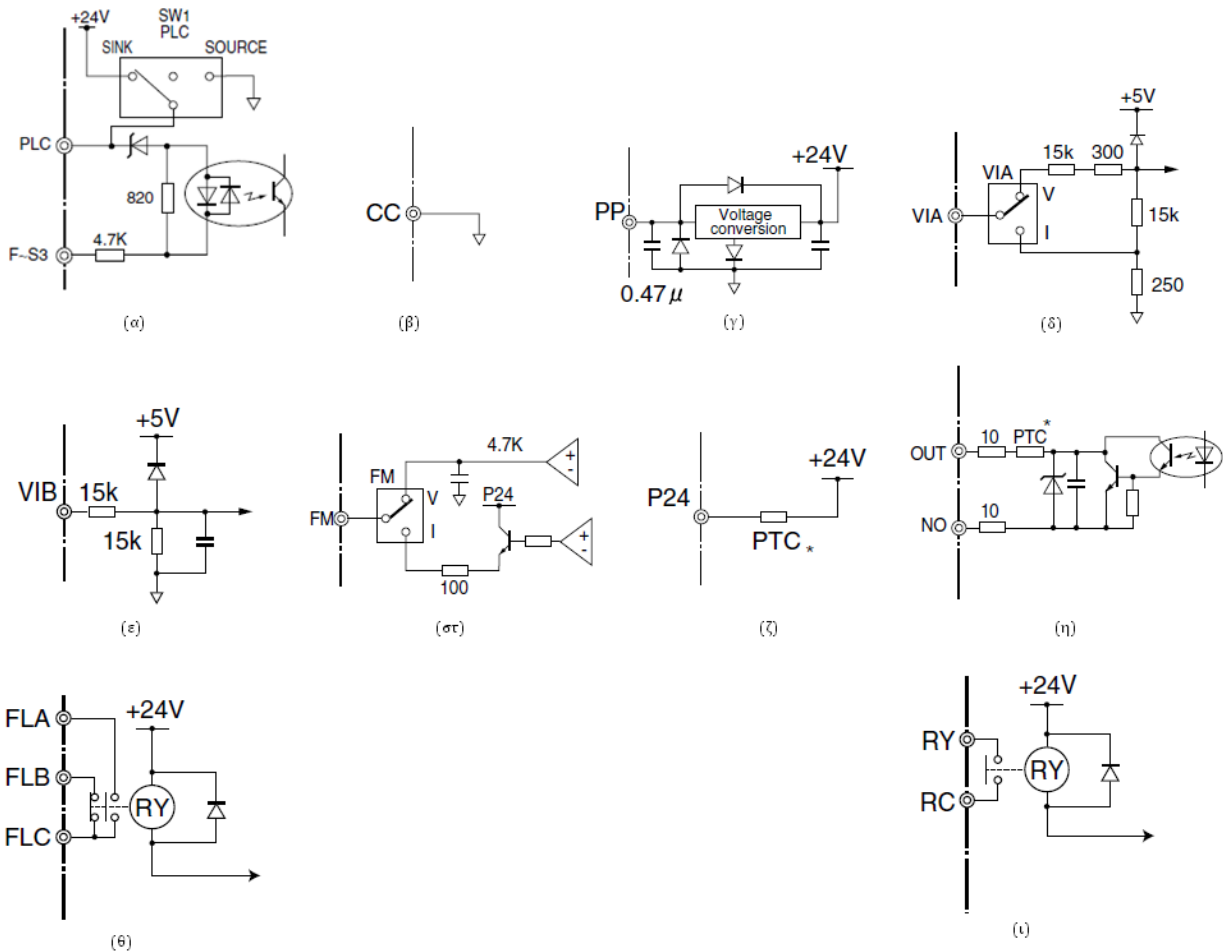 +24V
SW1
PLC
SINK
SOURCE
PLC
820
4.7K
F~S3
(α)
CC
(β)
PP
+24V
Voltage
conversion
0.47μ
(γ)
+5V
15k
300
VIA
V
VIA
I
15k
250
(δ)
+5V
VIB
15k
15k
(ε)
4.7K
+
-
FM
V
P24
FM
I
+
-
100
(στ)
+24V
P24
PTC *
(ζ)
OUT
10
PTC *
NO
10
(η)
FLA
+24V
FLB
RY
FLC
(θ)
+24V
RY
RY
RC
(ι)